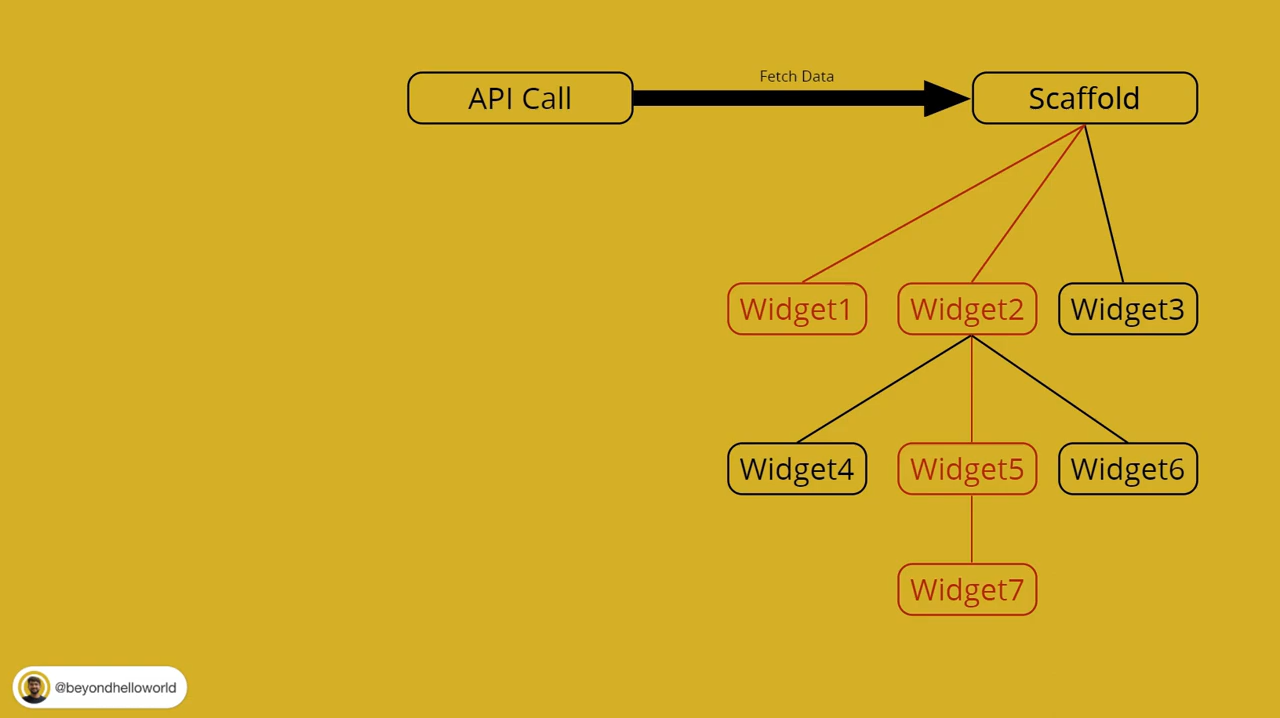 API Call
Fetch Data
Scaffold
Widget1
Widget2
Widget3
Widget4
Widget5
Widget6
Widget7
@beyondhelloworld